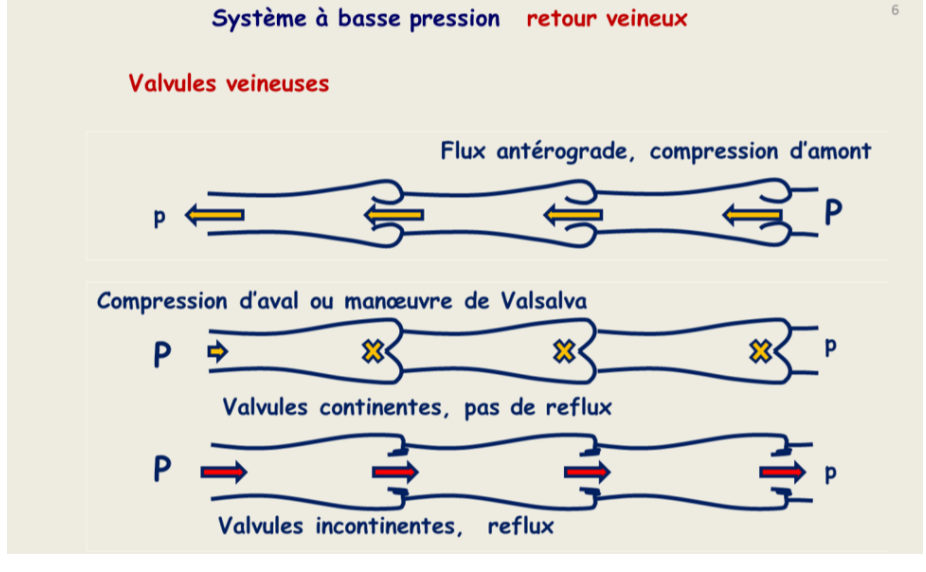 Système à basse pression retour veineux
6
Valvules veineuses
Flux antérograde, compression d'amont
p P
Compression d'aval ou manœuvre de Valsalva
P p
Valvules continentes, pas de reflux
P p
Valvules incontinentes, reflux